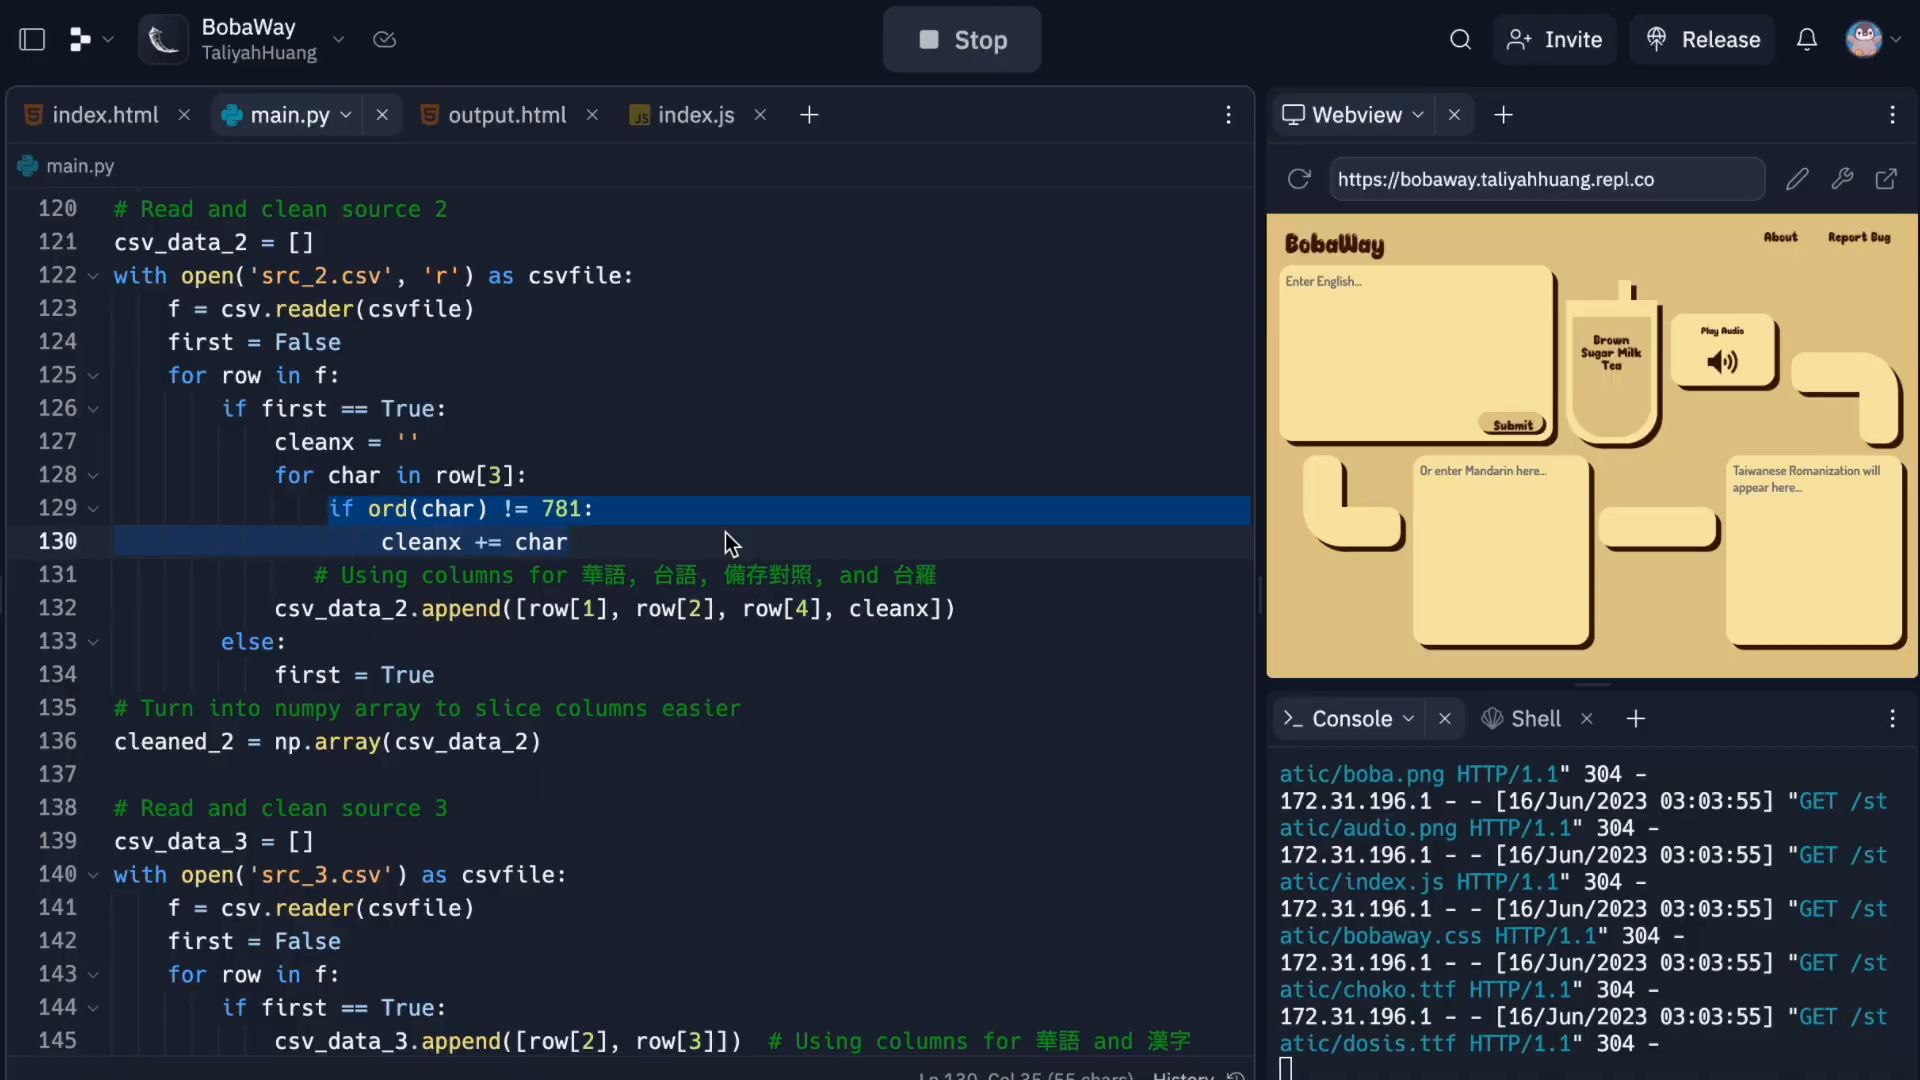 BobaWay
TaliyahHuang
Stop
Invite
Release
index.html
main.py
output.html
index.js
main.py
120 # Read and clean source 2
121 csv_data_2 = []
122 with open('src_2.csv', 'r') as csvfile:
123 f = csv.reader(csvfile)
124 first = False
125 for row in f:
126 if first == True:
127 cleanx = ''
128 for char in row[3]:
129 if ord(char) != 781:
130 cleanx += char
131 # Using columns for 華語, 台語, 備存對照, and 台羅
132 csv_data_2.append([row[1], row[2], row[4], cleanx])
133 else:
134 first = True
135 # Turn into numpy array to slice columns easier
136 cleaned_2 = np.array(csv_data_2)
137
138 # Read and clean source 3
139 csv_data_3 = []
140 with open('src_3.csv') as csvfile:
141 f = csv.reader(csvfile)
142 first = False
143 for row in f:
144 if first == True:
145 csv_data_3.append([row[2], row[3]]) # Using columns for 華語 and 漢字
Ln 130, Col 35 (55 chars) History
Webview
https://bobaway.taliyahhuang.repl.co
BobaWay
About
Report Bug
Enter English...
Submit
Brown
Sugar Milk
Tea
Play Audio
Or enter Mandarin here...
Taiwanese Romanization will
appear here...
Console
Shell
atic/boba.png HTTP/1.1" 304 -
172.31.196.1 - - [16/Jun/2023 03:03:55] "GET /st
atic/audio.png HTTP/1.1" 304 -
172.31.196.1 - - [16/Jun/2023 03:03:55] "GET /st
atic/index.js HTTP/1.1" 304 -
172.31.196.1 - - [16/Jun/2023 03:03:55] "GET /st
atic/bobaway.css HTTP/1.1" 304 -
172.31.196.1 - - [16/Jun/2023 03:03:55] "GET /st
atic/choko.ttf HTTP/1.1" 304 -
172.31.196.1 - - [16/Jun/2023 03:03:55] "GET /st
atic/dosis.ttf HTTP/1.1" 304 -